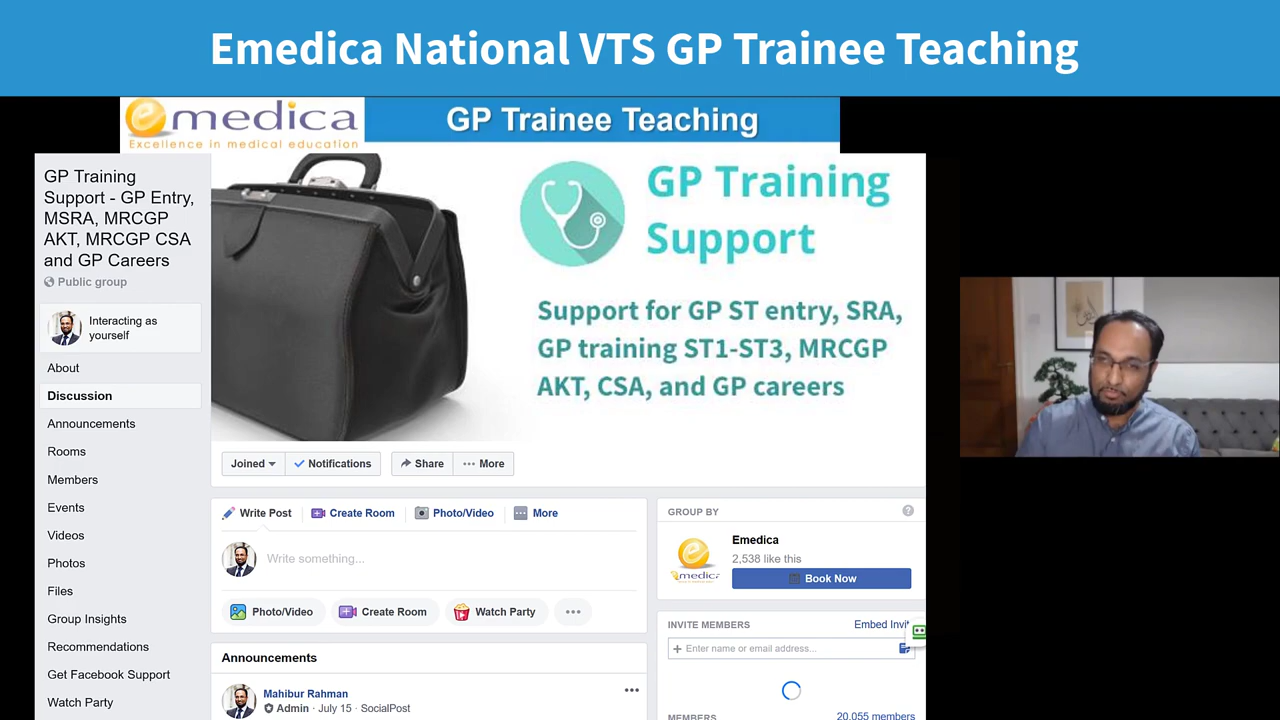 Emedica National VTS GP Trainee Teaching
emedica
Excellence in medical education
GP Trainee Teaching
GP Training
Support - GP Entry,
MSRA, MRCGP
AKT, MRCGP CSA
and GP Careers
Public group
Interacting as
yourself
About
Discussion
Announcements
Rooms
Members
Events
Videos
Photos
Files
Group Insights
Recommendations
Get Facebook Support
Watch Party
GP Training
Support
Support for GP ST entry, SRA,
GP training ST1-ST3, MRCGP
AKT, CSA, and GP careers
Joined
Notifications
Share
More
Write Post
Create Room
Photo/Video
More
Write something...
Photo/Video
Create Room
Watch Party
Announcements
Mahibur Rahman
Admin · July 15 · SocialPost
GROUP BY
Emedica
2,538 like this
Book Now
emedica
INVITE MEMBERS
Embed Invit
Enter name or email address...
MEMBERS
20,055 members